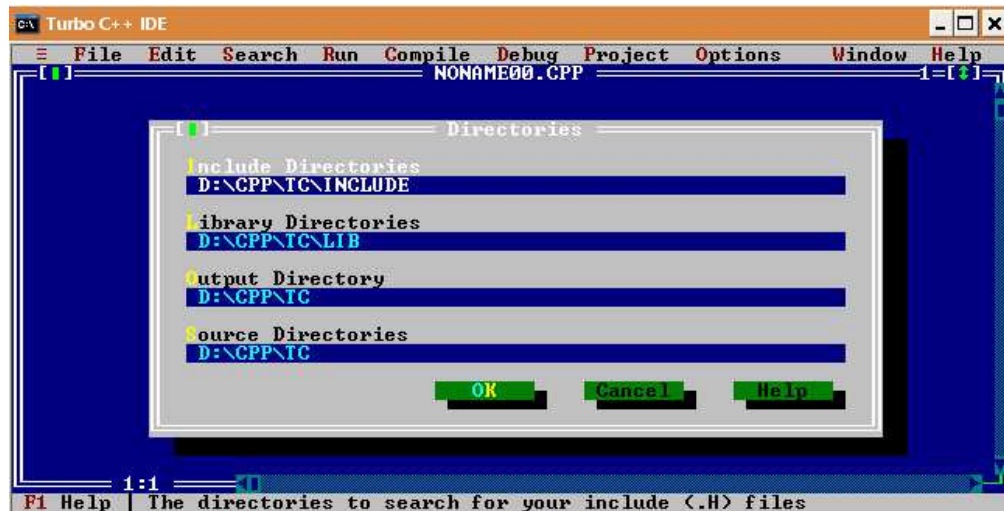 Turbo C++ IDE
≡ File Edit Search Run Compile Debug Project Options Window Help
[■] NONAME00.CPP 1=[↕]
[■] Directories
Include Directories
D:\CPP\TC\INCLUDE
Library Directories
D:\CPP\TC\LIB
Output Directory
D:\CPP\TC
Source Directories
D:\CPP\TC
OK Cancel Help
1:1
F1 Help | The directories to search for your include (.H) files